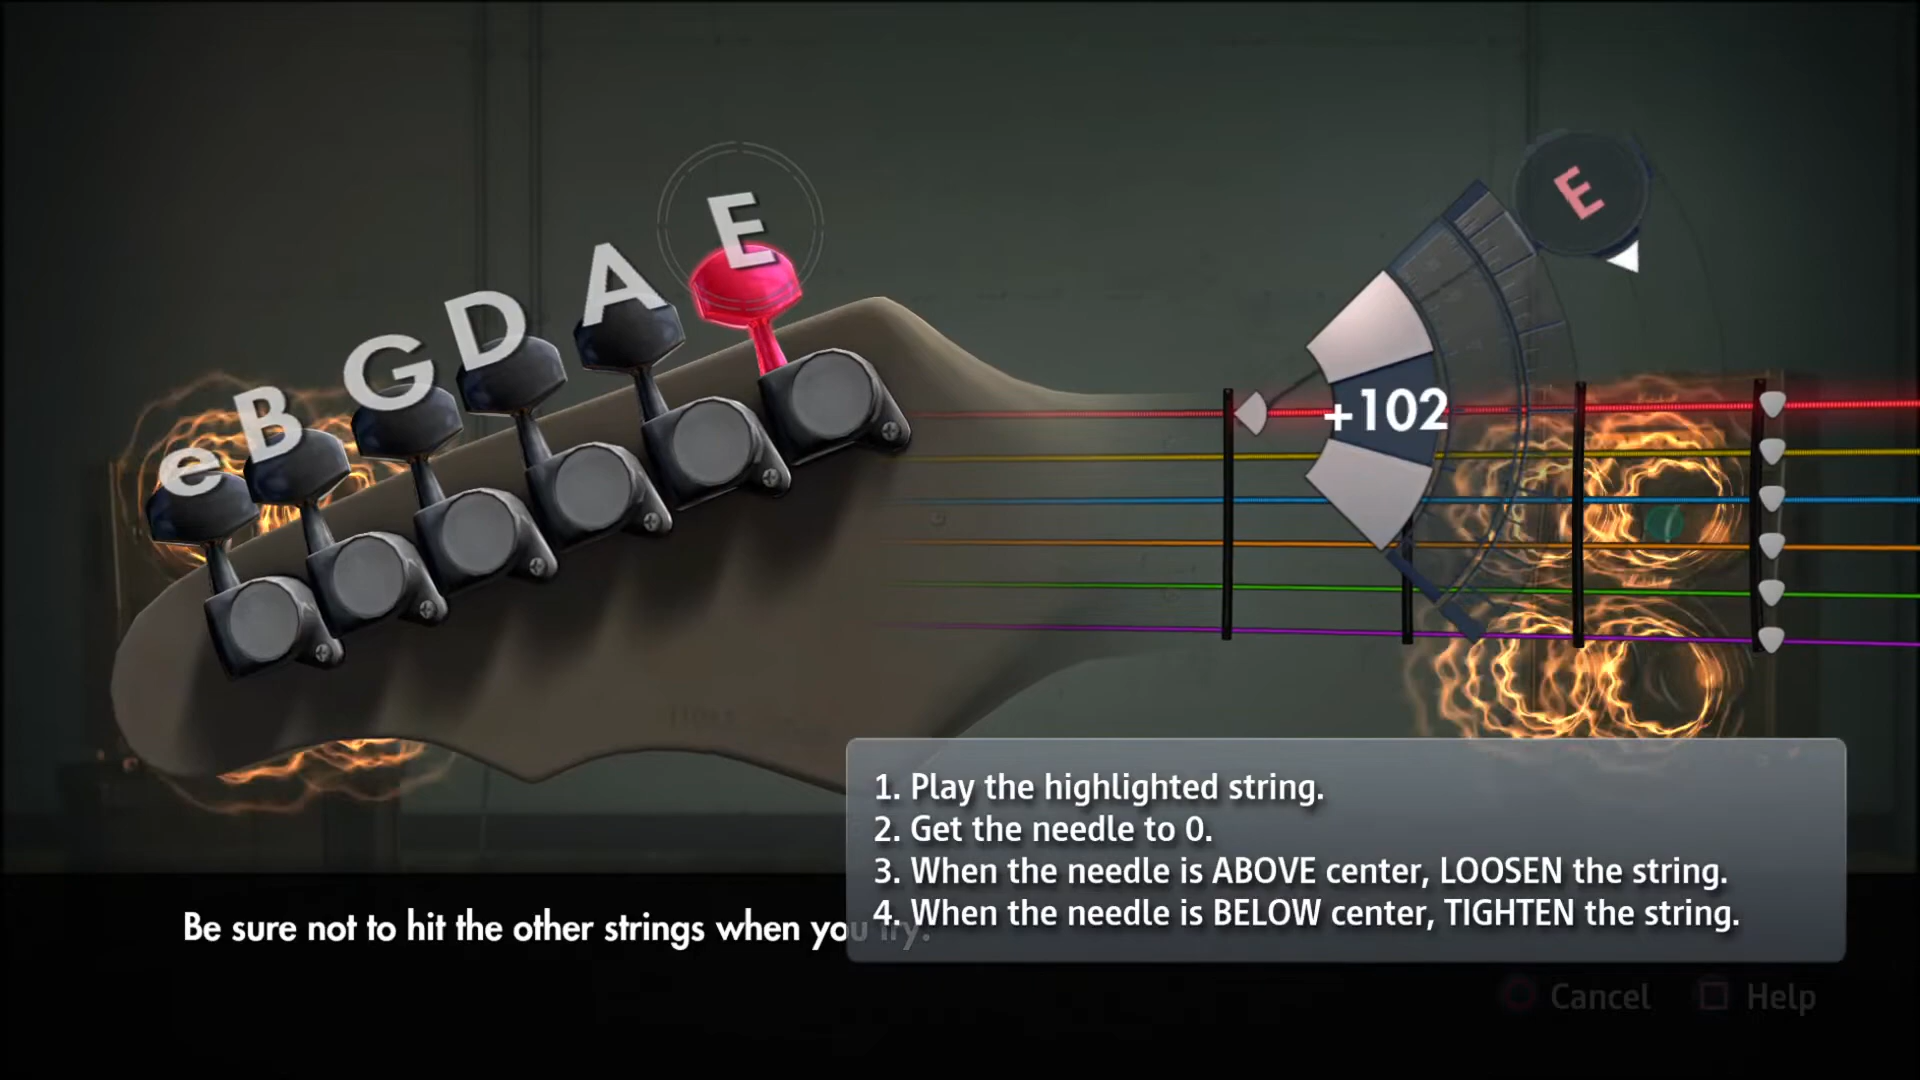 E
E
A
D
G
B
e
+102
1. Play the highlighted string.
2. Get the needle to 0.
3. When the needle is ABOVE center, LOOSEN the string.
4. When the needle is BELOW center, TIGHTEN the string.
Be sure not to hit the other strings when you try.
Cancel
Help